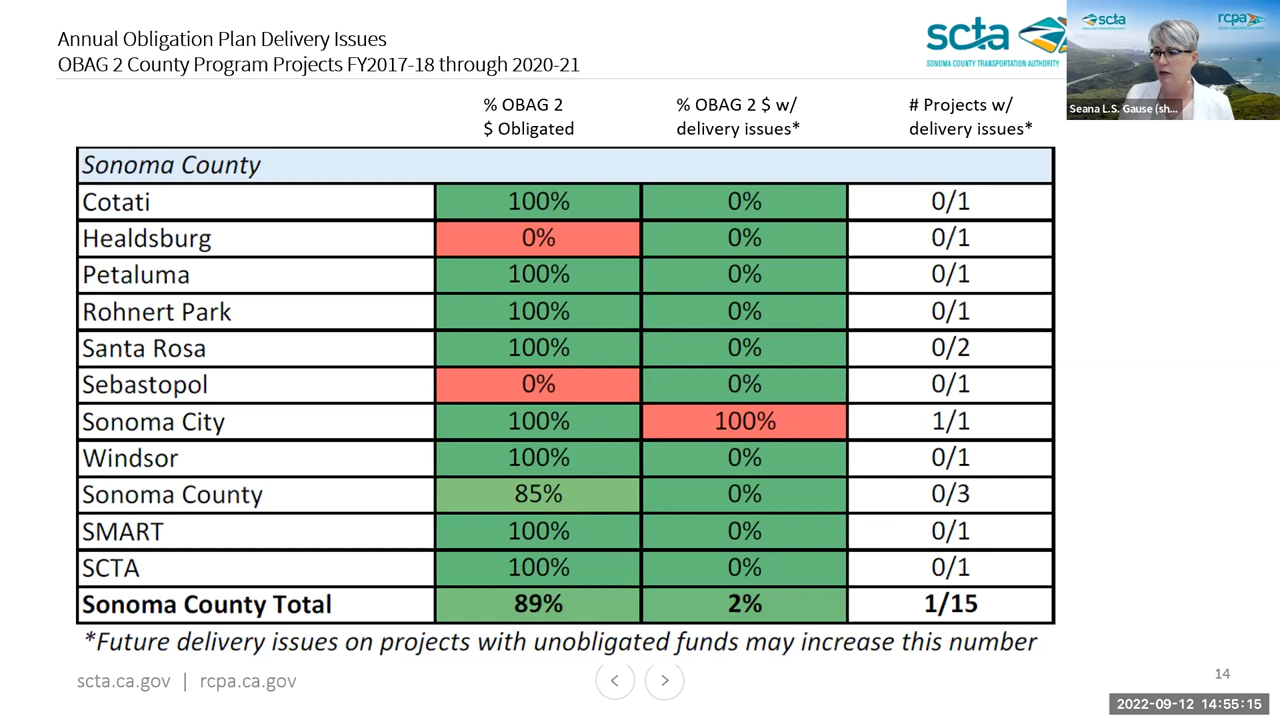 Annual Obligation Plan Delivery Issues
OBAG 2 County Program Projects FY2017-18 through 2020-21
scta
SONOMA COUNTY TRANSPORTATION AUTHORITY
scta
rcpa
Seana L.S. Gause (sh...
% OBAG 2 $ Obligated
% OBAG 2 $ w/ delivery issues*
# Projects w/ delivery issues*
Sonoma County
Cotati 100% 0% 0/1
Healdsburg 0% 0% 0/1
Petaluma 100% 0% 0/1
Rohnert Park 100% 0% 0/1
Santa Rosa 100% 0% 0/2
Sebastopol 0% 0% 0/1
Sonoma City 100% 100% 1/1
Windsor 100% 0% 0/1
Sonoma County 85% 0% 0/3
SMART 100% 0% 0/1
SCTA 100% 0% 0/1
Sonoma County Total 89% 2% 1/15
*Future delivery issues on projects with unobligated funds may increase this number
scta.ca.gov | rcpa.ca.gov
14
2022-09-12 14:55:15